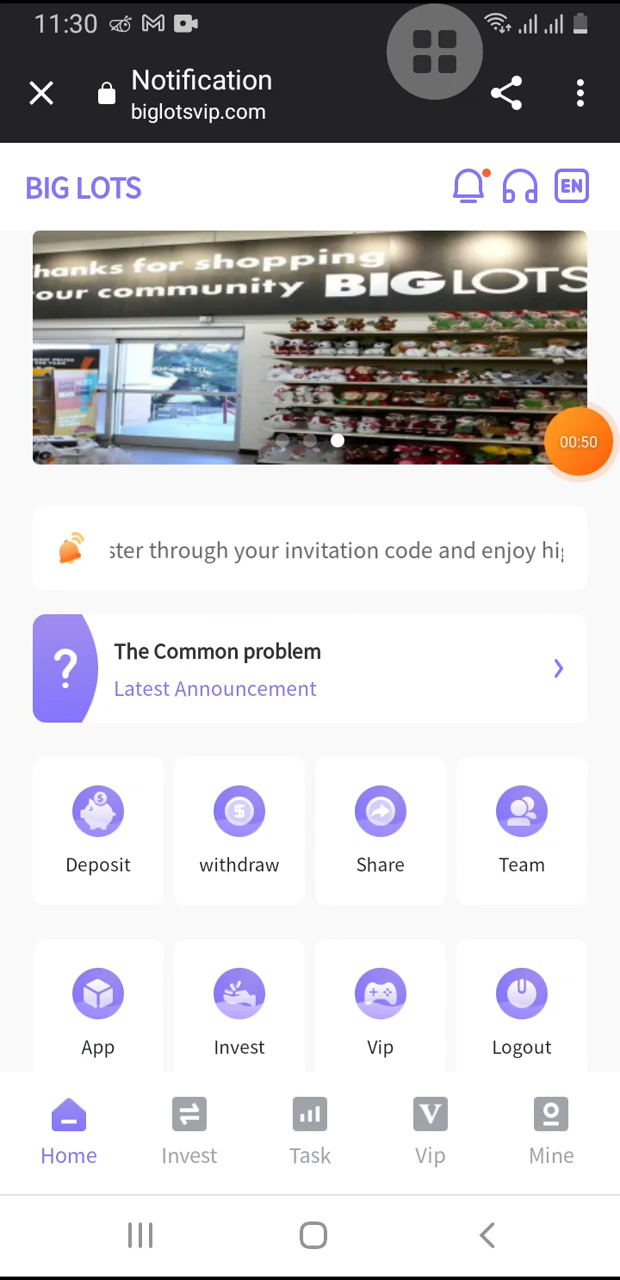 11:30
Notification
biglotsvip.com
BIG LOTS
EN
hanks for shopping
our community BIG LOTS
00:50
ster through your invitation code and enjoy hig
?
The Common problem
Latest Announcement
Deposit
withdraw
Share
Team
App
Invest
Vip
Logout
Home
Invest
Task
Vip
Mine